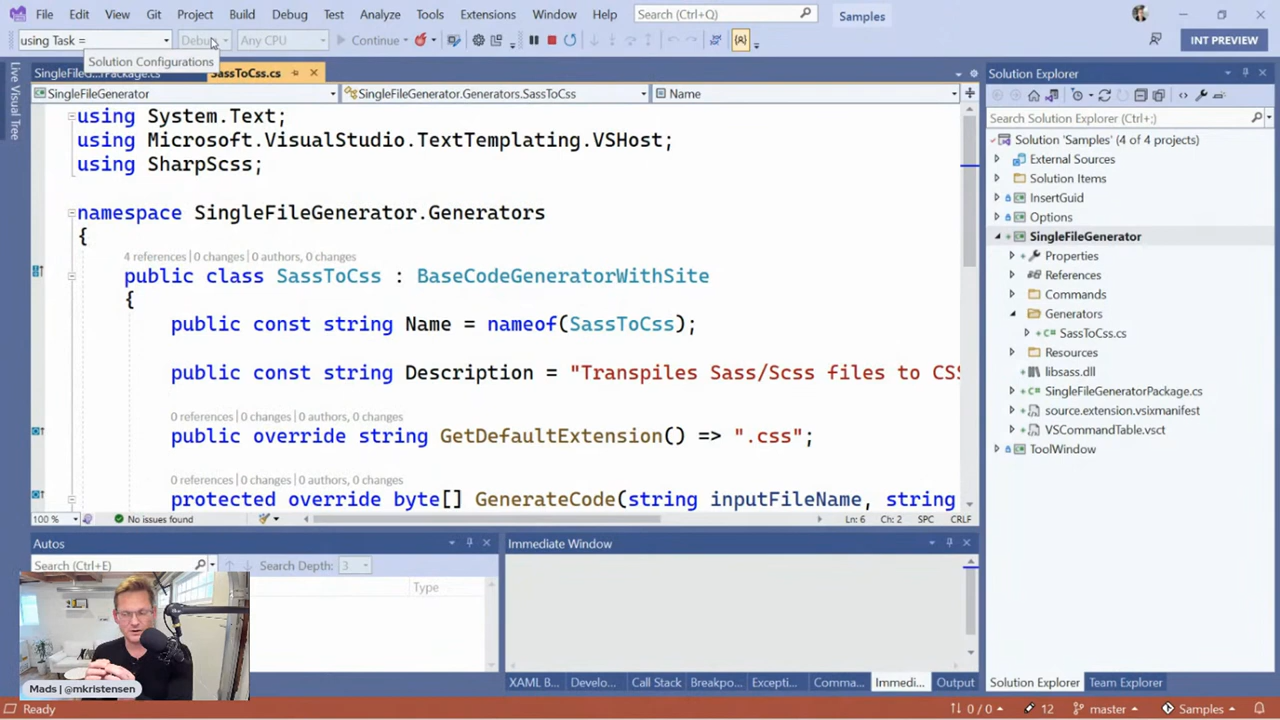 File Edit View Git Project Build Debug Test Analyze Tools Extensions Window Help Search (Ctrl+Q) Samples
using Task = Debug Any CPU Continue INT PREVIEW
Solution Configurations
Package.cs SassToCss.cs
SingleFileGenerator SingleFileGenerator.Generators.SassToCss Name
Live Visual Tree
using System.Text;
using Microsoft.VisualStudio.TextTemplating.VSHost;
using SharpScss;
namespace SingleFileGenerator.Generators
{
4 references | 0 changes | 0 authors, 0 changes
public class SassToCss : BaseCodeGeneratorWithSite
{
public const string Name = nameof(SassToCss);
public const string Description = "Transpiles Sass/Scss files to CSS
0 references | 0 changes | 0 authors, 0 changes
public override string GetDefaultExtension() => ".css";
0 references | 0 changes | 0 authors, 0 changes
protected override byte[] GenerateCode(string inputFileName, string
100 % No issues found Ln: 6 Ch: 2 SPC CRLF
Autos
Search (Ctrl+E) Search Depth: 3
Type
Mads | @mkristensen
Immediate Window
XAML B... Develo... Call Stack Breakpo... Excepti... Comma... Immedi... Output
Solution Explorer
Search Solution Explorer (Ctrl+;)
Solution 'Samples' (4 of 4 projects)
External Sources
Solution Items
InsertGuid
Options
SingleFileGenerator
Properties
References
Commands
Generators
SassToCss.cs
Resources
libsass.dll
SingleFileGeneratorPackage.cs
source.extension.vsixmanifest
VSCommandTable.vsct
ToolWindow
Solution Explorer Team Explorer
Ready 0 / 0 12 master Samples